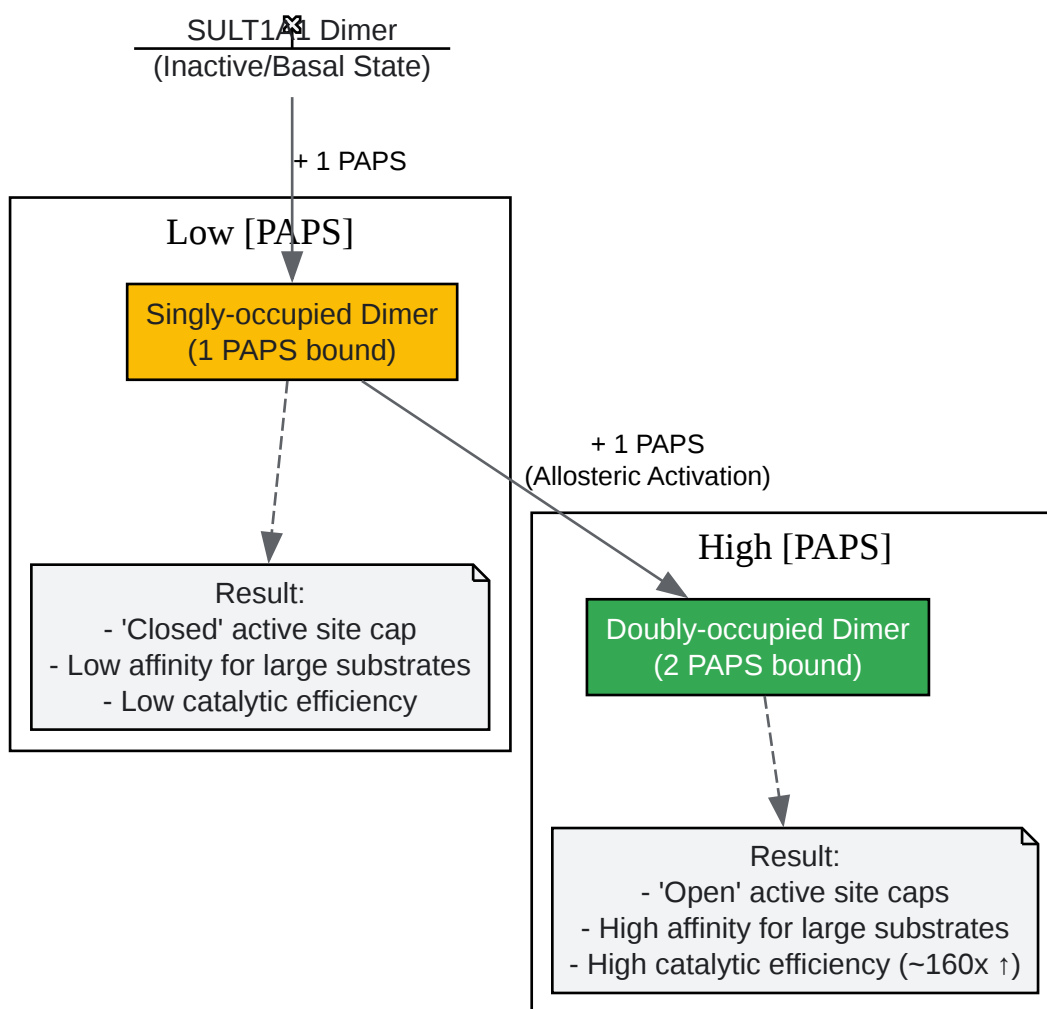 SULT1A1 Dimer
(Inactive/Basal State)
+ 1 PAPS
Low [PAPS]
Singly-occupied Dimer
(1 PAPS bound)
+ 1 PAPS
(Allosteric Activation)
Result:
- 'Closed' active site cap
- Low affinity for large substrates
- Low catalytic efficiency
High [PAPS]
Doubly-occupied Dimer
(2 PAPS bound)
Result:
- 'Open' active site caps
- High affinity for large substrates
- High catalytic efficiency (~160x ↑)